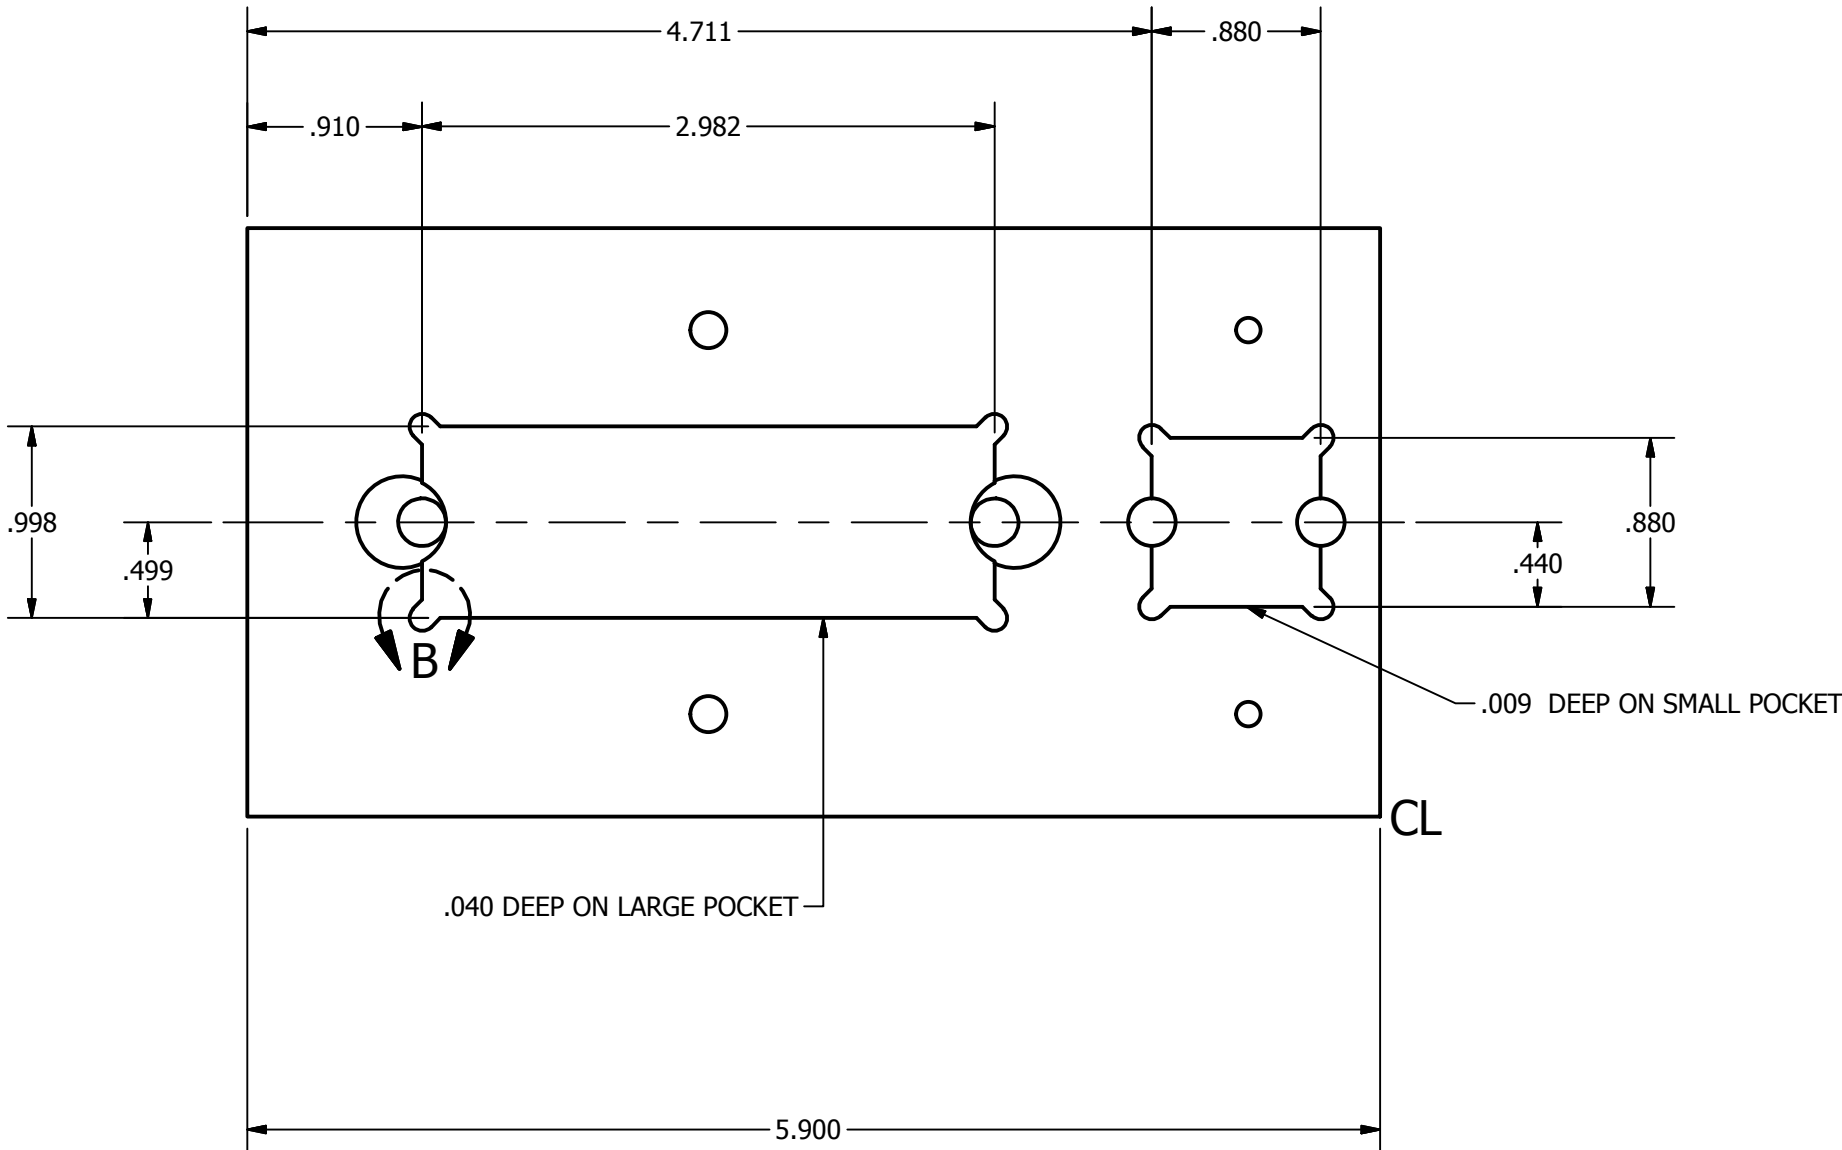 4.711
.880
.910
2.982
.998
.499
.880
.440
B
.009  DEEP ON SMALL POCKET
CL
.040 DEEP ON LARGE POCKET
5.900